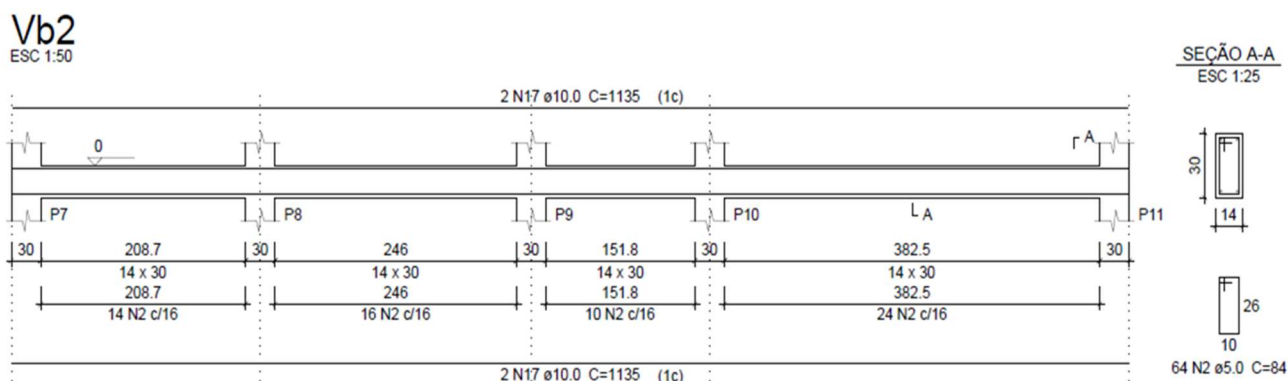 Vb2
ESC 1:50
SEÇÃO A-A
ESC 1:25
2 N17 ø10.0 C=1135 (1c)
0
A
30
P7
P8
P9
P10
A
P11
14
30 208.7 30 246 30 151.8 30 382.5 30
14 x 30 14 x 30 14 x 30 14 x 30
208.7 246 151.8 382.5
14 N2 c/16 16 N2 c/16 10 N2 c/16 24 N2 c/16
26
10
64 N2 ø5.0 C=84
2 N17 ø10.0 C=1135 (1c)